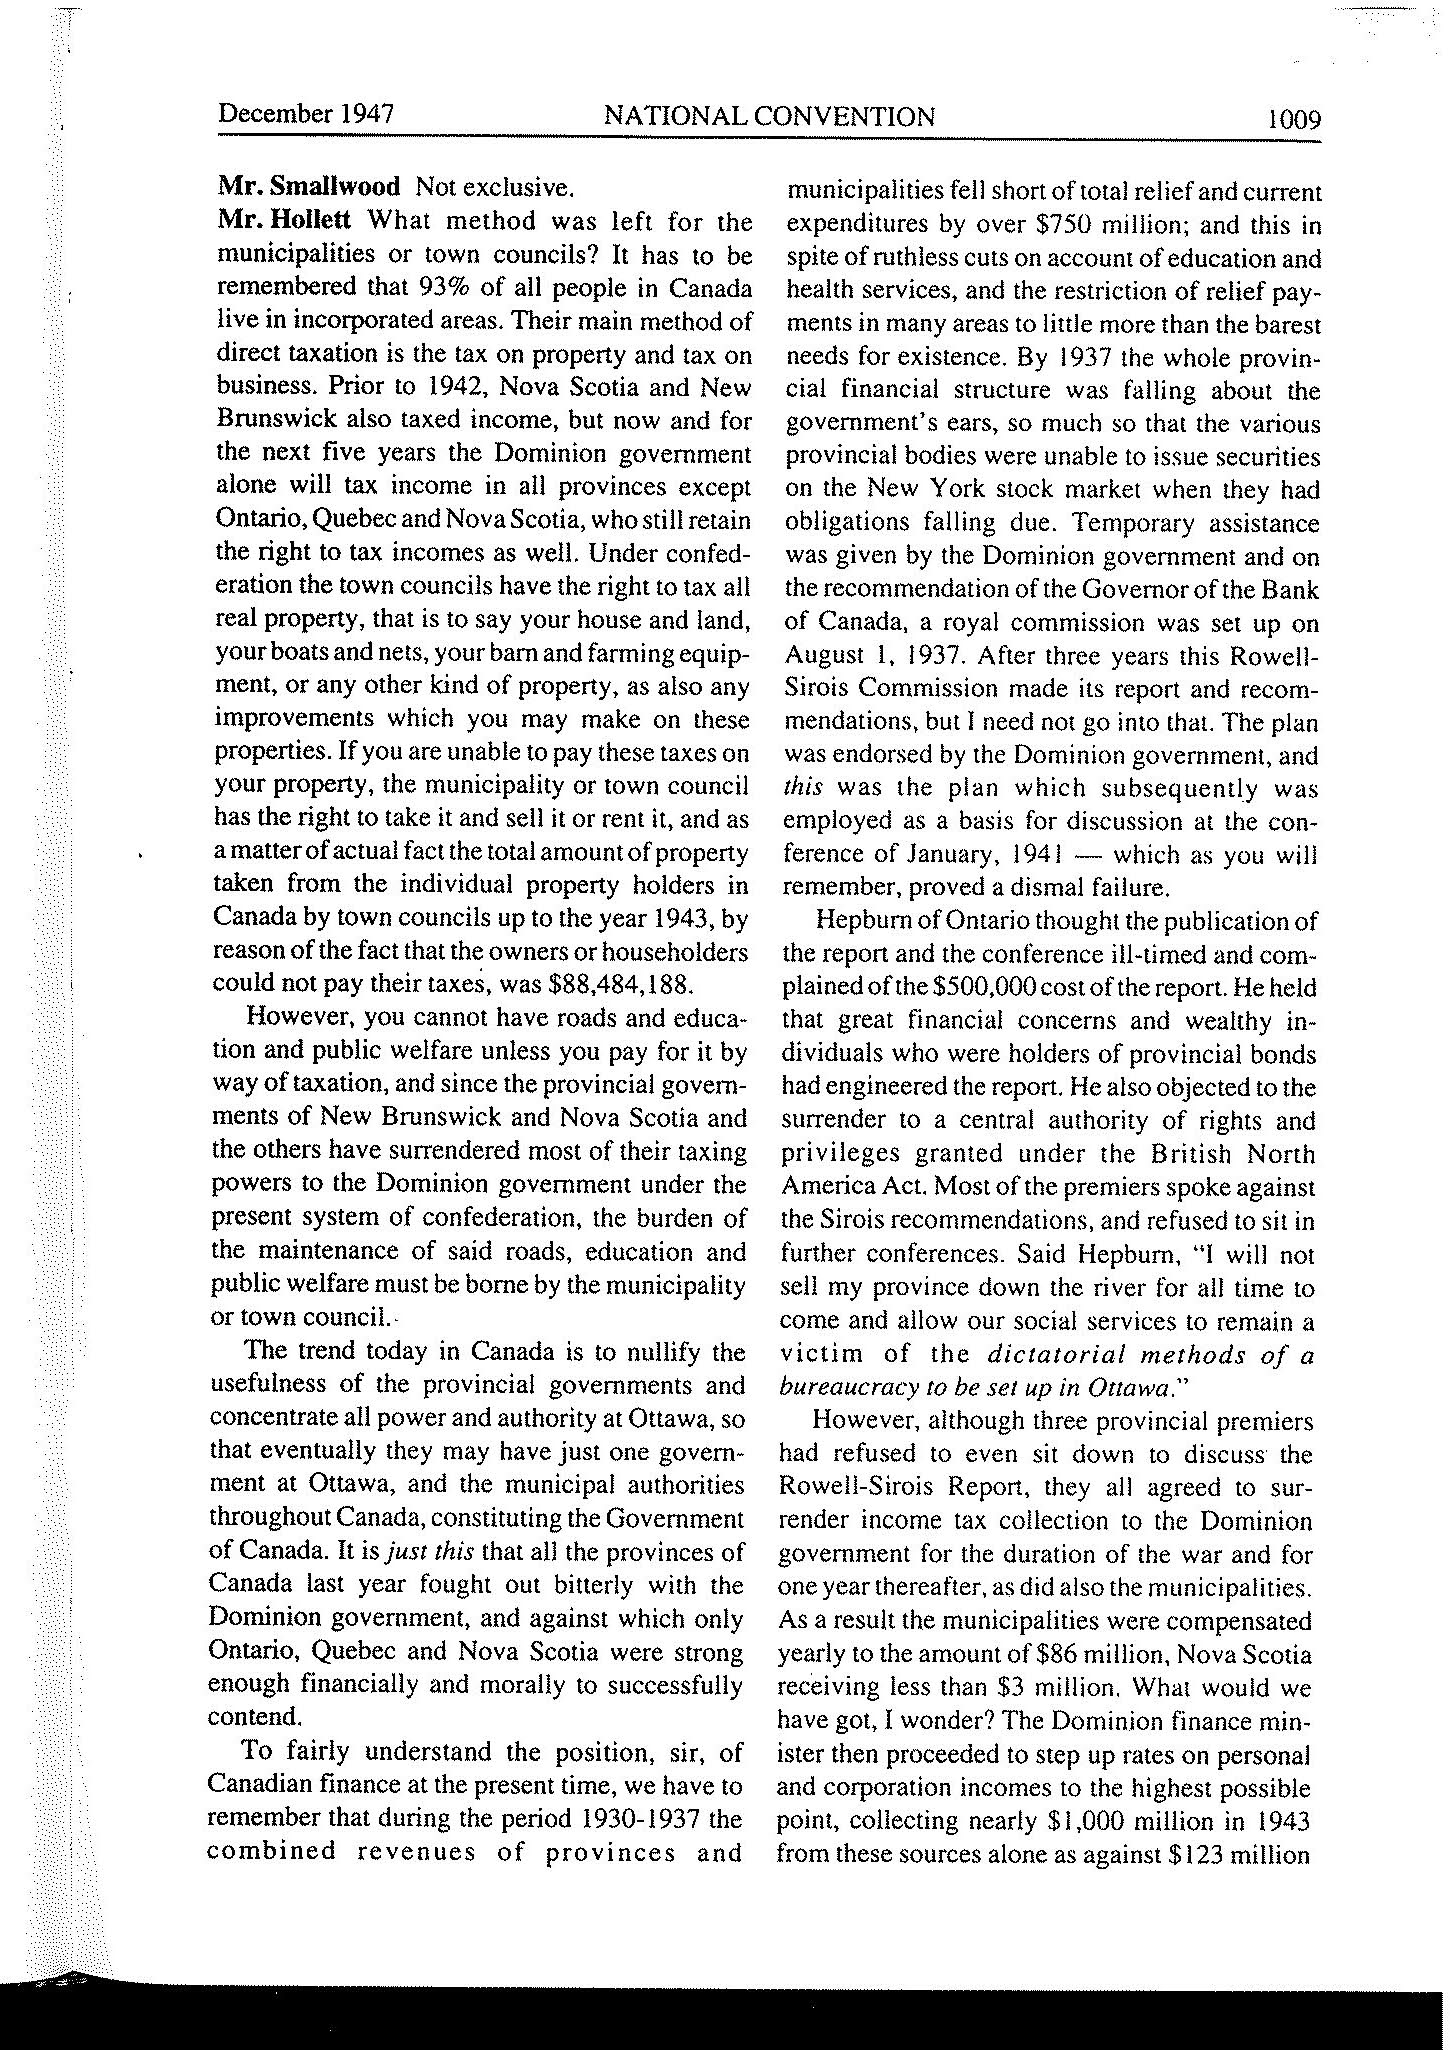 December 1947 NATIONAL CONVENTION 1009
Mr. Smallwood Not exclusive.
Mr. Hollett What method was left for the
municipalities or town councils? It has to be
remembered that 93% of all people in Canada
live in incorporated areas. Their main method of
direct taxation is the tax on property and tax on
business. Prior to 1942, Nova Scotia and New
Brunswick also taxed income, but now and for
the next five years the Dominion government
alone will tax income in all provinces except
Ontario, Quebec and Nova Scotia, who still retain
the right to tax incomes as well. Under confed-
eration the town councils have the right to tax all
real property, that is to say your house and land,
your boats and nets, your barn and farming equip-
ment, or any other kind of property, as also any
improvements which you may make on these
properties. If you are unable to pay these taxes on
your property, the municipality or town council
has the right to take it and sell it or rent it, and as
a matter of actual fact the total amount of property
taken from the individual property holders in
Canada by town councils up to the year 1943, by
reason of the fact that the owners or householders
could not pay their taxes, was $88,484,188.
However, you cannot have roads and educa-
tion and public welfare unless you pay for it by
way of taxation, and since the provincial govern-
ments of New Brunswick and Nova Scotia and
the others have surrendered most of their taxing
powers to the Dominion government under the
present system of confederation, the burden of
the maintenance of said roads, education and
public welfare must be borne by the municipality
or town council.
The trend today in Canada is to nullify the
usefulness of the provincial governments and
concentrate all power and authority at Ottawa, so
that eventually they may have just one govern-
ment at Ottawa, and the municipal authorities
throughout Canada, constituting the Government
of Canada. It is just this that all the provinces of
Canada last year fought out bitterly with the
Dominion government, and against which only
Ontario, Quebec and Nova Scotia were strong
enough financially and morally to successfully
contend.
To fairly understand the position, sir, of
Canadian finance at the present time, we have to
remember that during the period 1930-1937 the
combined revenues of provinces and
municipalities fell short of total relief and current
expenditures by over $750 million; and this in
spite of ruthless cuts on account of education and
health services, and the restriction of relief pay-
ments in many areas to little more than the barest
needs for existence. By 1937 the whole provin-
cial financial structure was falling about the
government's ears, so much so that the various
provincial bodies were unable to issue securities
on the New York stock market when they had
obligations falling due. Temporary assistance
was given by the Dominion government and on
the recommendation of the Governor of the Bank
of Canada, a royal commission was set up on
August 1, 1937. After three years this Rowell-
Sirois Commission made its report and recom-
mendations, but I need not go into that. The plan
was endorsed by the Dominion government, and
this was the plan which subsequently was
employed as a basis for discussion at the con-
ference of January, 1941 — which as you will
remember, proved a dismal failure.
Hepburn of Ontario thought the publication of
the report and the conference ill-timed and com-
plained of the $500,000 cost of the report. He held
that great financial concerns and wealthy in-
dividuals who were holders of provincial bonds
had engineered the report. He also objected to the
surrender to a central authority of rights and
privileges granted under the British North
America Act. Most of the premiers spoke against
the Sirois recommendations, and refused to sit in
further conferences. Said Hepburn, "I will not
sell my province down the river for all time to
come and allow our social services to remain a
victim of the dictatorial methods of a
bureaucracy to be set up in Ottawa."
However, although three provincial premiers
had refused to even sit down to discuss the
Rowell-Sirois Report, they all agreed to sur-
render income tax collection to the Dominion
government for the duration of the war and for
one year thereafter, as did also the municipalities.
As a result the municipalities were compensated
yearly to the amount of $86 million, Nova Scotia
receiving less than $3 million. What would we
have got, I wonder? The Dominion finance min-
ister then proceeded to step up rates on personal
and corporation incomes to the highest possible
point, collecting nearly $1,000 million in 1943
from these sources alone as against $123 million